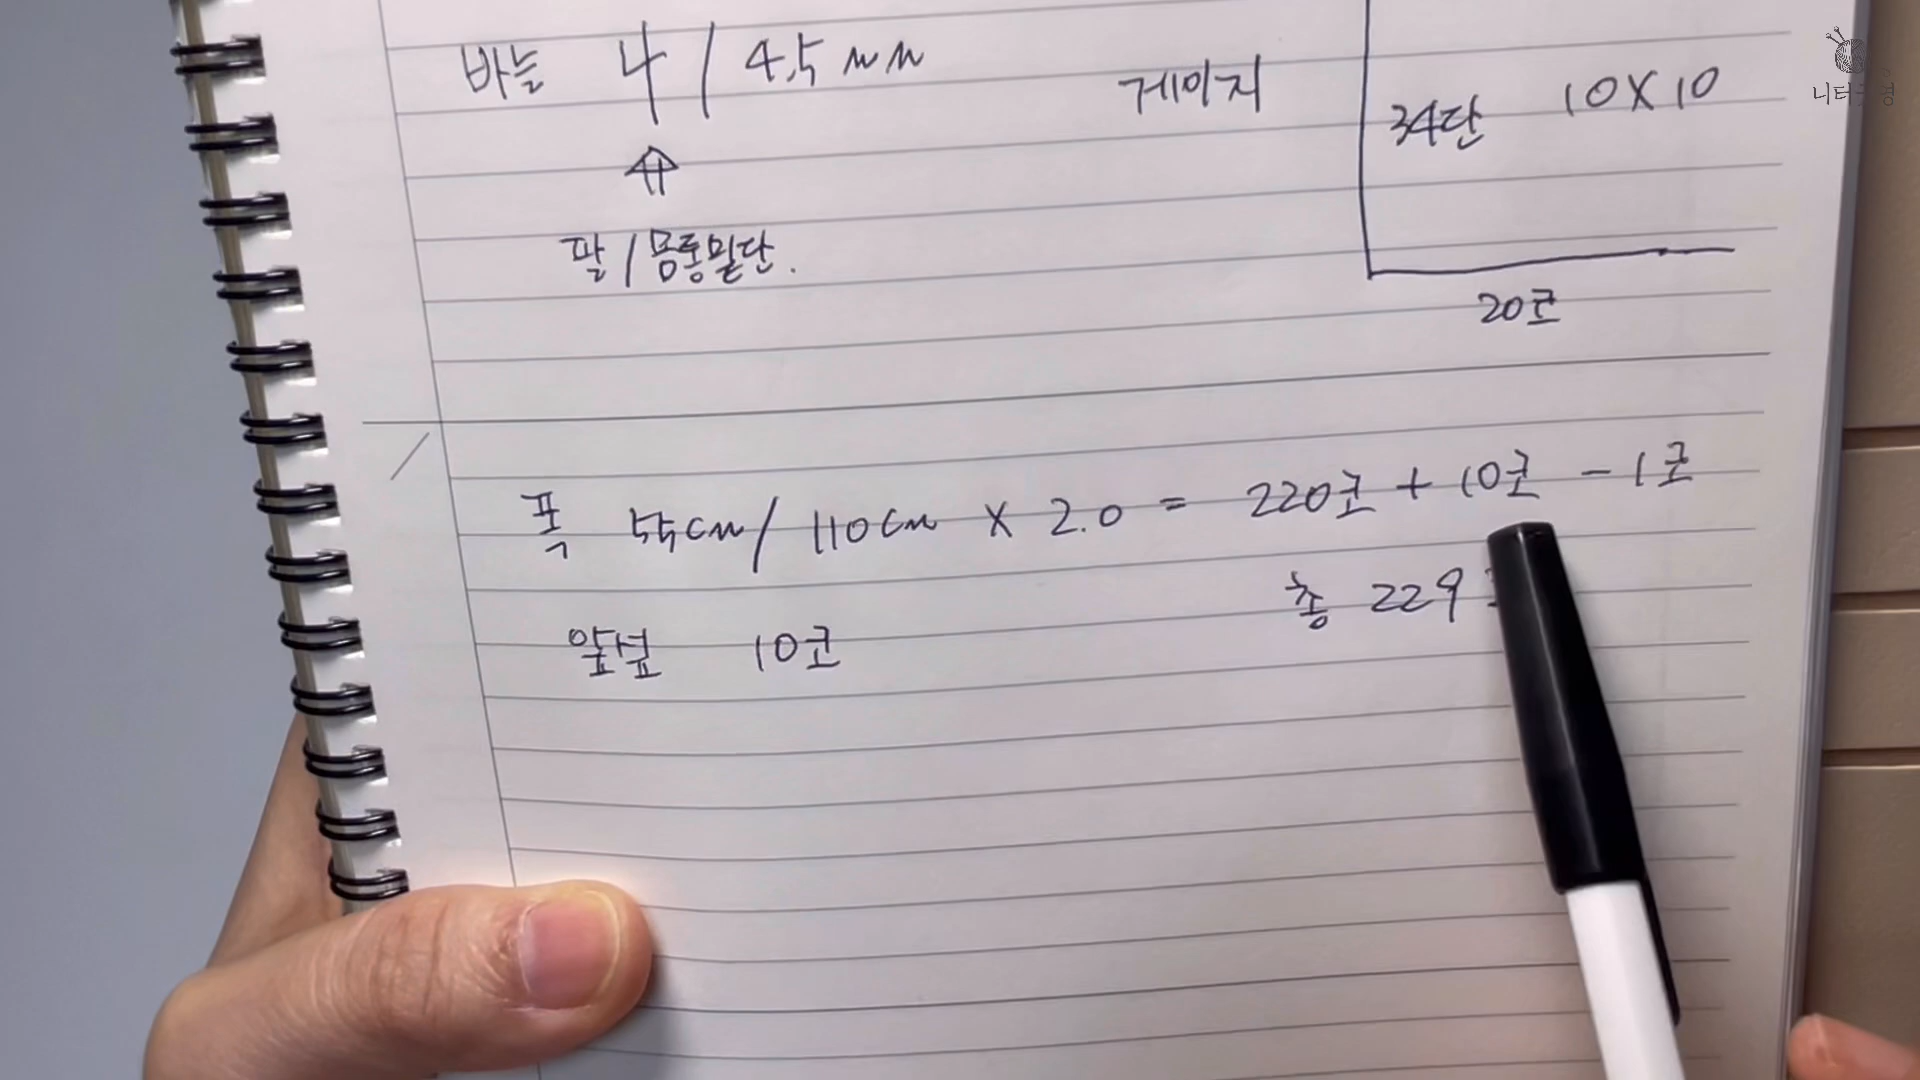 바늘 4 / 4.5 mm
게이지
34단 10X10
팔 / 몸통밑단.
20코
폭 55cm / 110cm X 2.0 = 220코 + 10코 - 1코
총 229
앞섶 10코